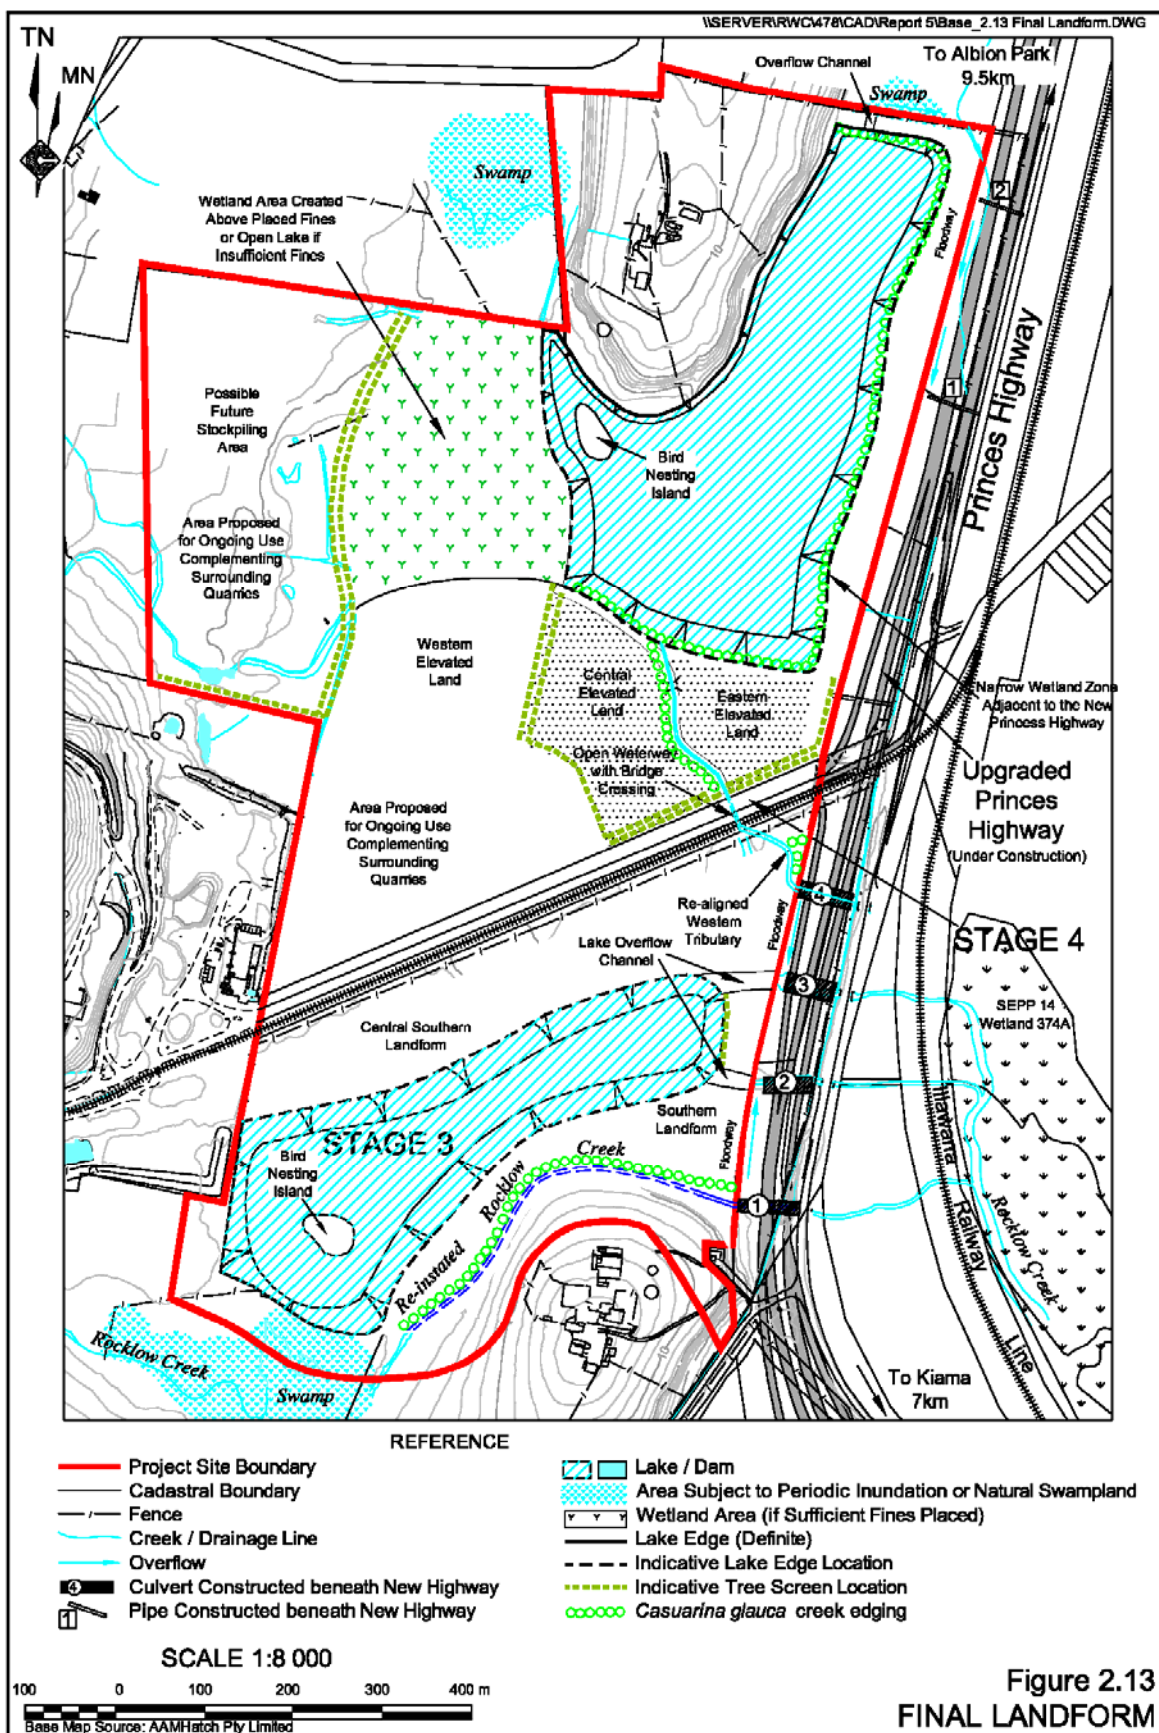 \\SERVER\RWC\478\CAD\Report 5\Base_2.13 Final Landform.DWG
TN
MN
To Albion Park
9.5km
Overflow Channel
Swamp
Swamp
Wetland Area Created
Above Placed Fines
or Open Lake if
Insufficient Fines
2
Floodway
10
1
Princes Highway
Possible
Future
Stockpiling
Area
Bird
Nesting
Island
Area Proposed
for Ongoing Use
Complementing
Surrounding
Quarries
Western
Elevated
Land
Central
Elevated
Land
Eastern
Elevated
Land
Narrow Wetland Zone
Adjacent to the New
Princess Highway
Open Waterway
with Bridge
Crossing
Upgraded
Princes
Highway
(Under Construction)
Area Proposed
for Ongoing Use
Complementing
Surrounding
Quarries
Re-aligned
Western
Tributary
4
Floodway
STAGE 4
Lake Overflow
Channel
3
SEPP 14
Wetland 374A
Central Southern
Landform
2
Illawarra
Railway
Line
Southern
Landform
STAGE 3
Floodway
Bird
Nesting
Island
Re-instated
Rocklow
Creek
1
Rocklow Creek
10
Rocklow Creek
Swamp
To Kiama
7km
REFERENCE
Project Site Boundary
Cadastral Boundary
Fence
Creek / Drainage Line
Overflow
4 Culvert Constructed beneath New Highway
1 Pipe Constructed beneath New Highway
Lake / Dam
Area Subject to Periodic Inundation or Natural Swampland
Wetland Area (if Sufficient Fines Placed)
Lake Edge (Definite)
Indicative Lake Edge Location
Indicative Tree Screen Location
Casuarina glauca creek edging
SCALE 1:8 000
100 0 100 200 300 400 m
Base Map Source: AAMHatch Pty Limited
Figure 2.13
FINAL LANDFORM